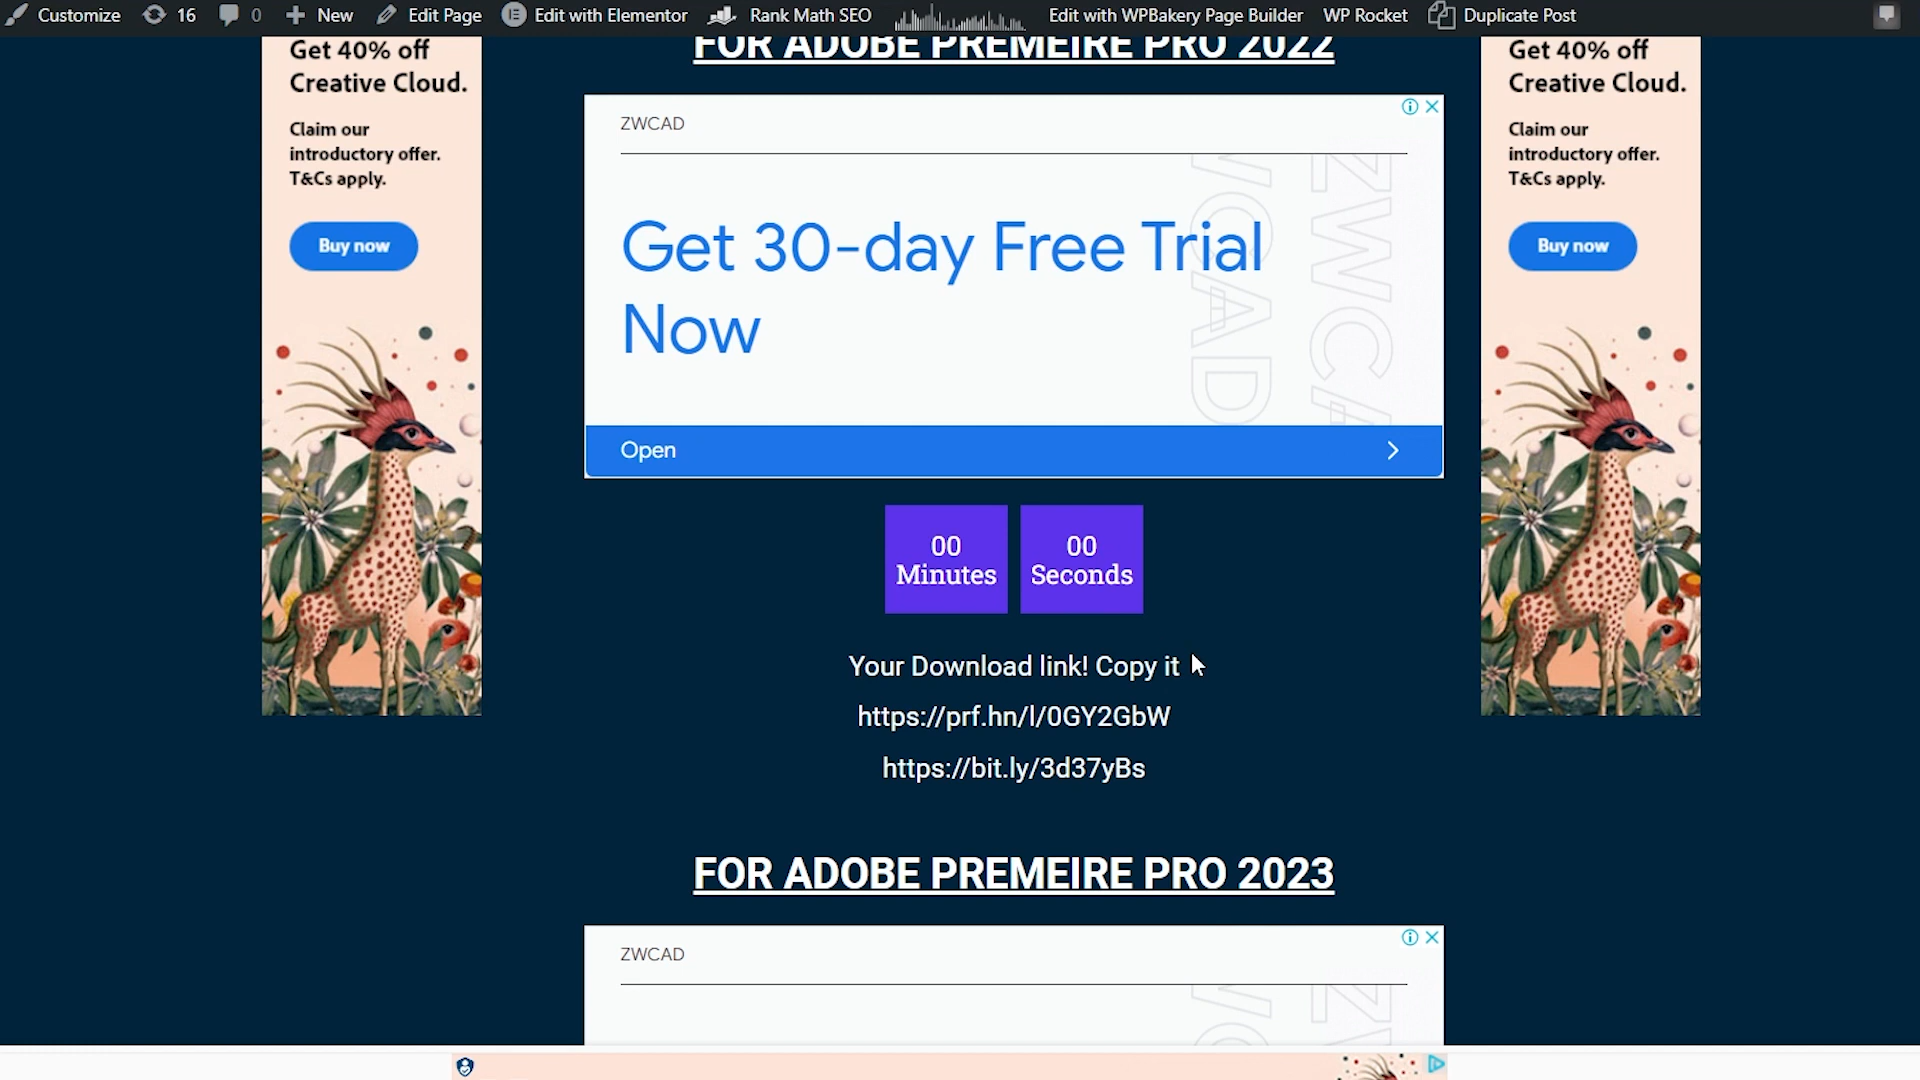 Customize 16 0 New Edit Page Edit with Elementor Rank Math SEO Edit with WPBakery Page Builder WP Rocket Duplicate Post
FOR ADOBE PREMEIRE PRO 2022
Get 40% off
Creative Cloud.
Claim our
introductory offer.
T&Cs apply.
Buy now
ZWCAD
Get 30-day Free Trial
Now
ZWCAD
ZWCA
Open
Get 40% off
Creative Cloud.
Claim our
introductory offer.
T&Cs apply.
Buy now
00
Minutes
00
Seconds
Your Download link! Copy it
https://prf.hn/l/0GY2GbW
https://bit.ly/3d37yBs
FOR ADOBE PREMEIRE PRO 2023
ZWCAD